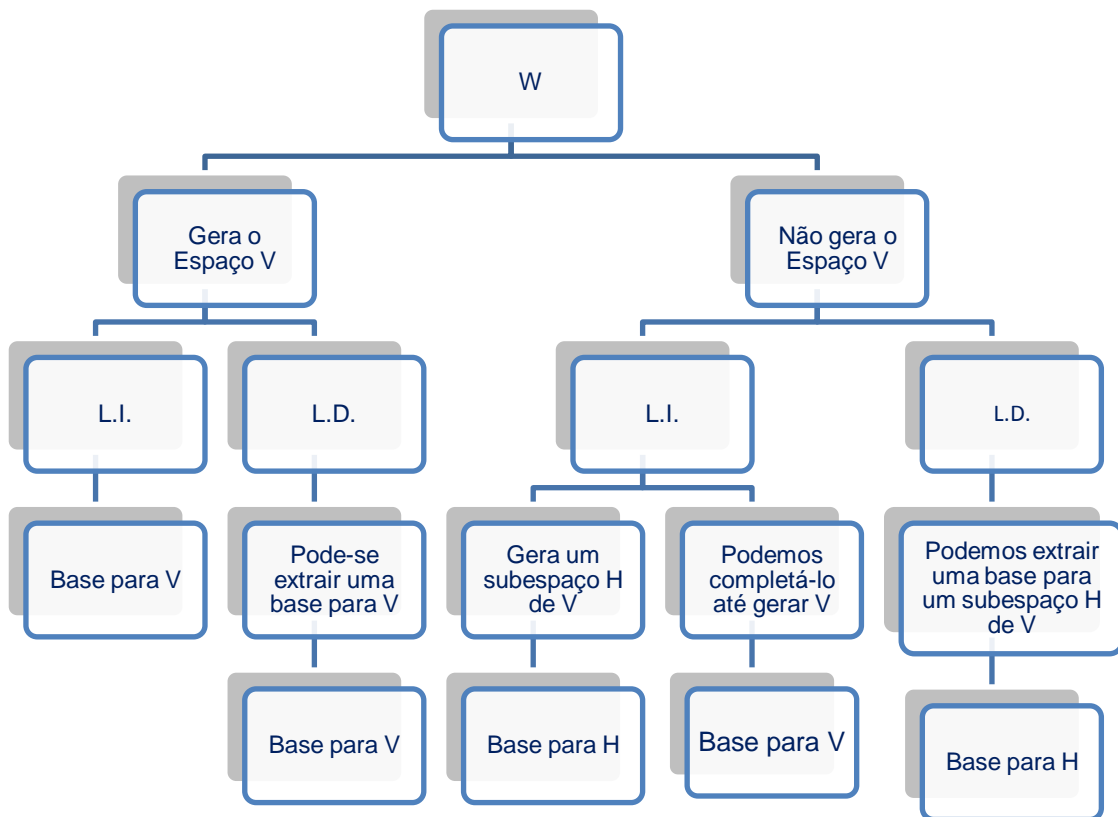 W
Gera o
Espaço V
Não gera o
Espaço V
L.I.
L.D.
L.I.
L.D.
Base para V
Pode-se
extrair uma
base para V
Gera um
subespaço H
de V
Podemos
completá-lo
até gerar V
Podemos extrair
uma base para
um subespaço H
de V
Base para V
Base para H
Base para V
Base para H